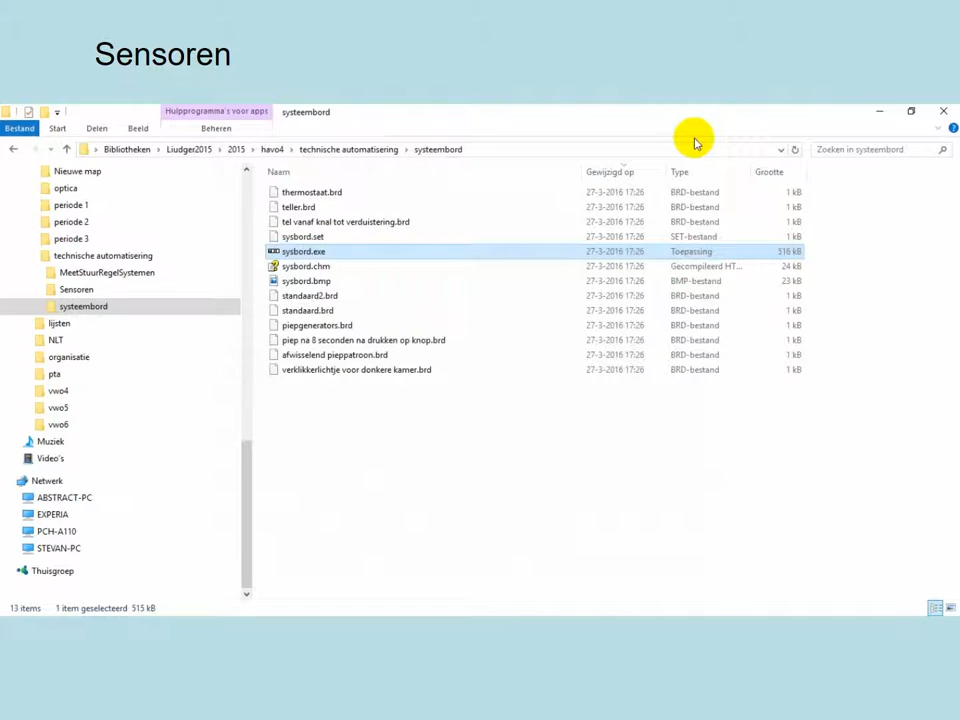 Sensoren
Hulpprogramma's voor apps systeembord
Bestand Start Delen Beeld Beheren
Bibliotheken Liudger2015 2015 havo4 technische automatisering systeembord Zoeken in systeembord
Naam Gewijzigd op Type Grootte
Nieuwe map
optica
periode 1
periode 2
periode 3
technische automatisering
MeetStuurRegelSystemen
Sensoren
systeembord
lijsten
NLT
organisatie
pta
vwo4
vwo5
vwo6
Muziek
Video's
Netwerk
ABSTRACT-PC
EXPERIA
PCH-A110
STEVAN-PC
Thuisgroep
thermostaat.brd 27-3-2016 17:26 BRD-bestand 1 kB
teller.brd 27-3-2016 17:26 BRD-bestand 1 kB
tel vanaf knal tot verduistering.brd 27-3-2016 17:26 BRD-bestand 1 kB
sysbord.set 27-3-2016 17:26 SET-bestand 1 kB
sysbord.exe 27-3-2016 17:26 Toepassing 516 kB
sysbord.chm 27-3-2016 17:26 Gecompileerd HT... 24 kB
sysbord.bmp 27-3-2016 17:26 BMP-bestand 23 kB
standaard2.brd 27-3-2016 17:26 BRD-bestand 1 kB
standaard.brd 27-3-2016 17:26 BRD-bestand 1 kB
piepgenerators.brd 27-3-2016 17:26 BRD-bestand 1 kB
piep na 8 seconden na drukken op knop.brd 27-3-2016 17:26 BRD-bestand 1 kB
afwisselend pieppatroon.brd 27-3-2016 17:26 BRD-bestand 1 kB
verklikkerlichtje voor donkere kamer.brd 27-3-2016 17:26 BRD-bestand 1 kB
13 items 1 item geselecteerd 515 kB